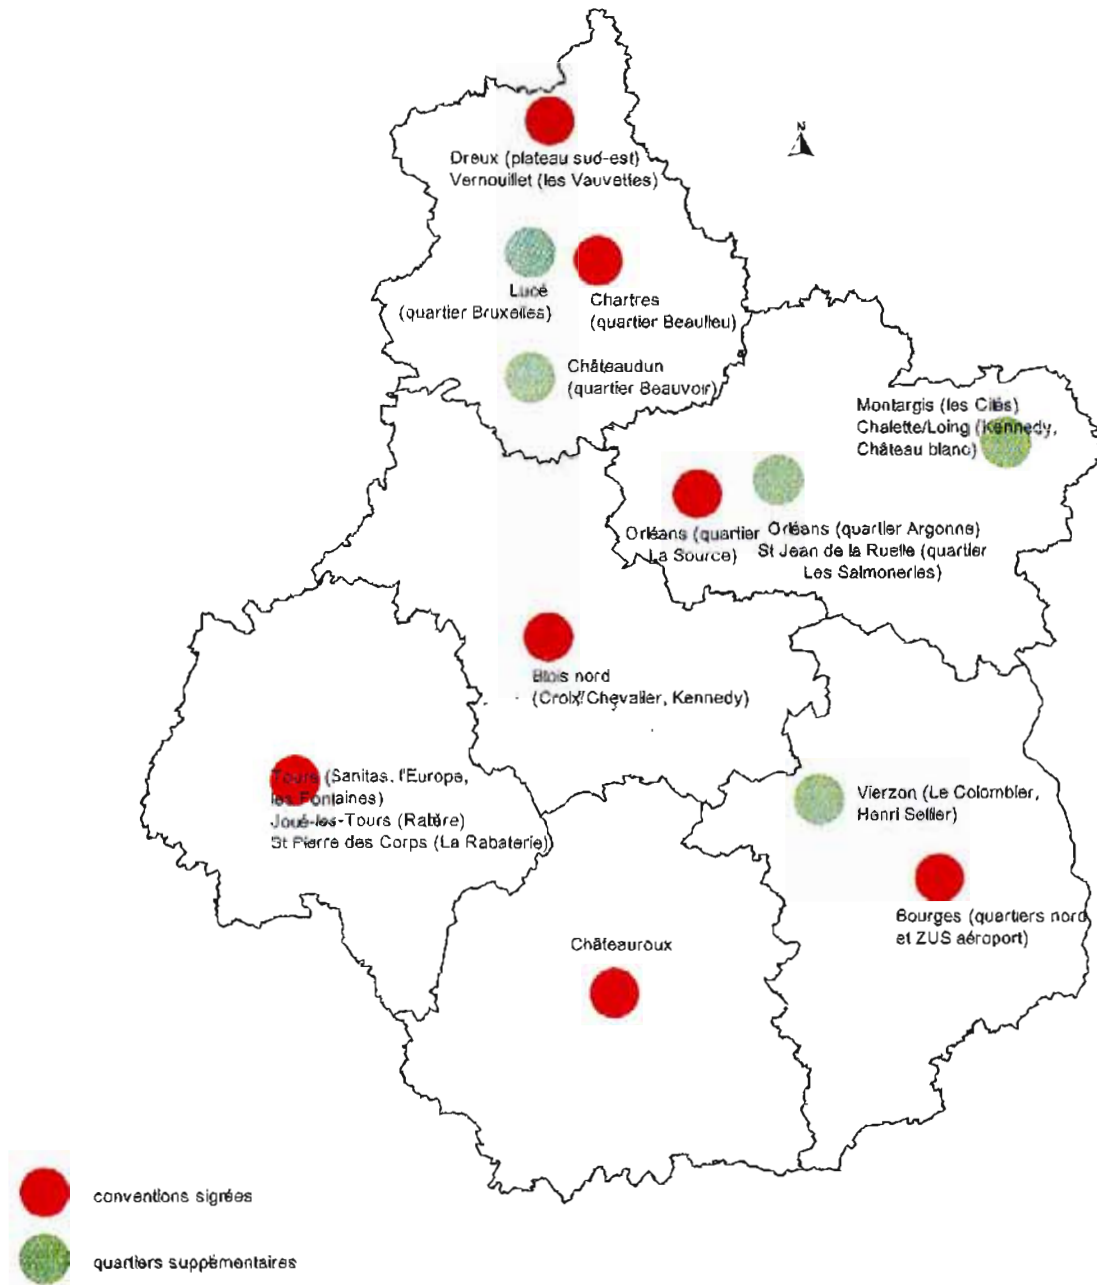 N
Dreux (plateau sud-est)
Vernouillet (les Vauvettes)
Lucé
(quartier Bruxelles)
Chartres
(quartier Beaulieu)
Châteaudun
(quartier Beauvoir)
Montargis (les Cités)
Chalette/Loing (Kennedy,
Château blanc)
Orléans (quartier
La Source)
Orléans (quartier Argonne)
St Jean de la Ruelle (quartier
Les Salmoneries)
Blois nord
(Croix Chevalier, Kennedy)
Tours (Sanitas, l'Europe,
les Fontaines)
Joué-les-Tours (Rabère)
St Pierre des Corps (La Rabaterie)
Vierzon (Le Colombier,
Henri Sellier)
Bourges (quartiers nord
et ZUS aéroport)
Châteauroux
conventions signées
quartiers supplémentaires